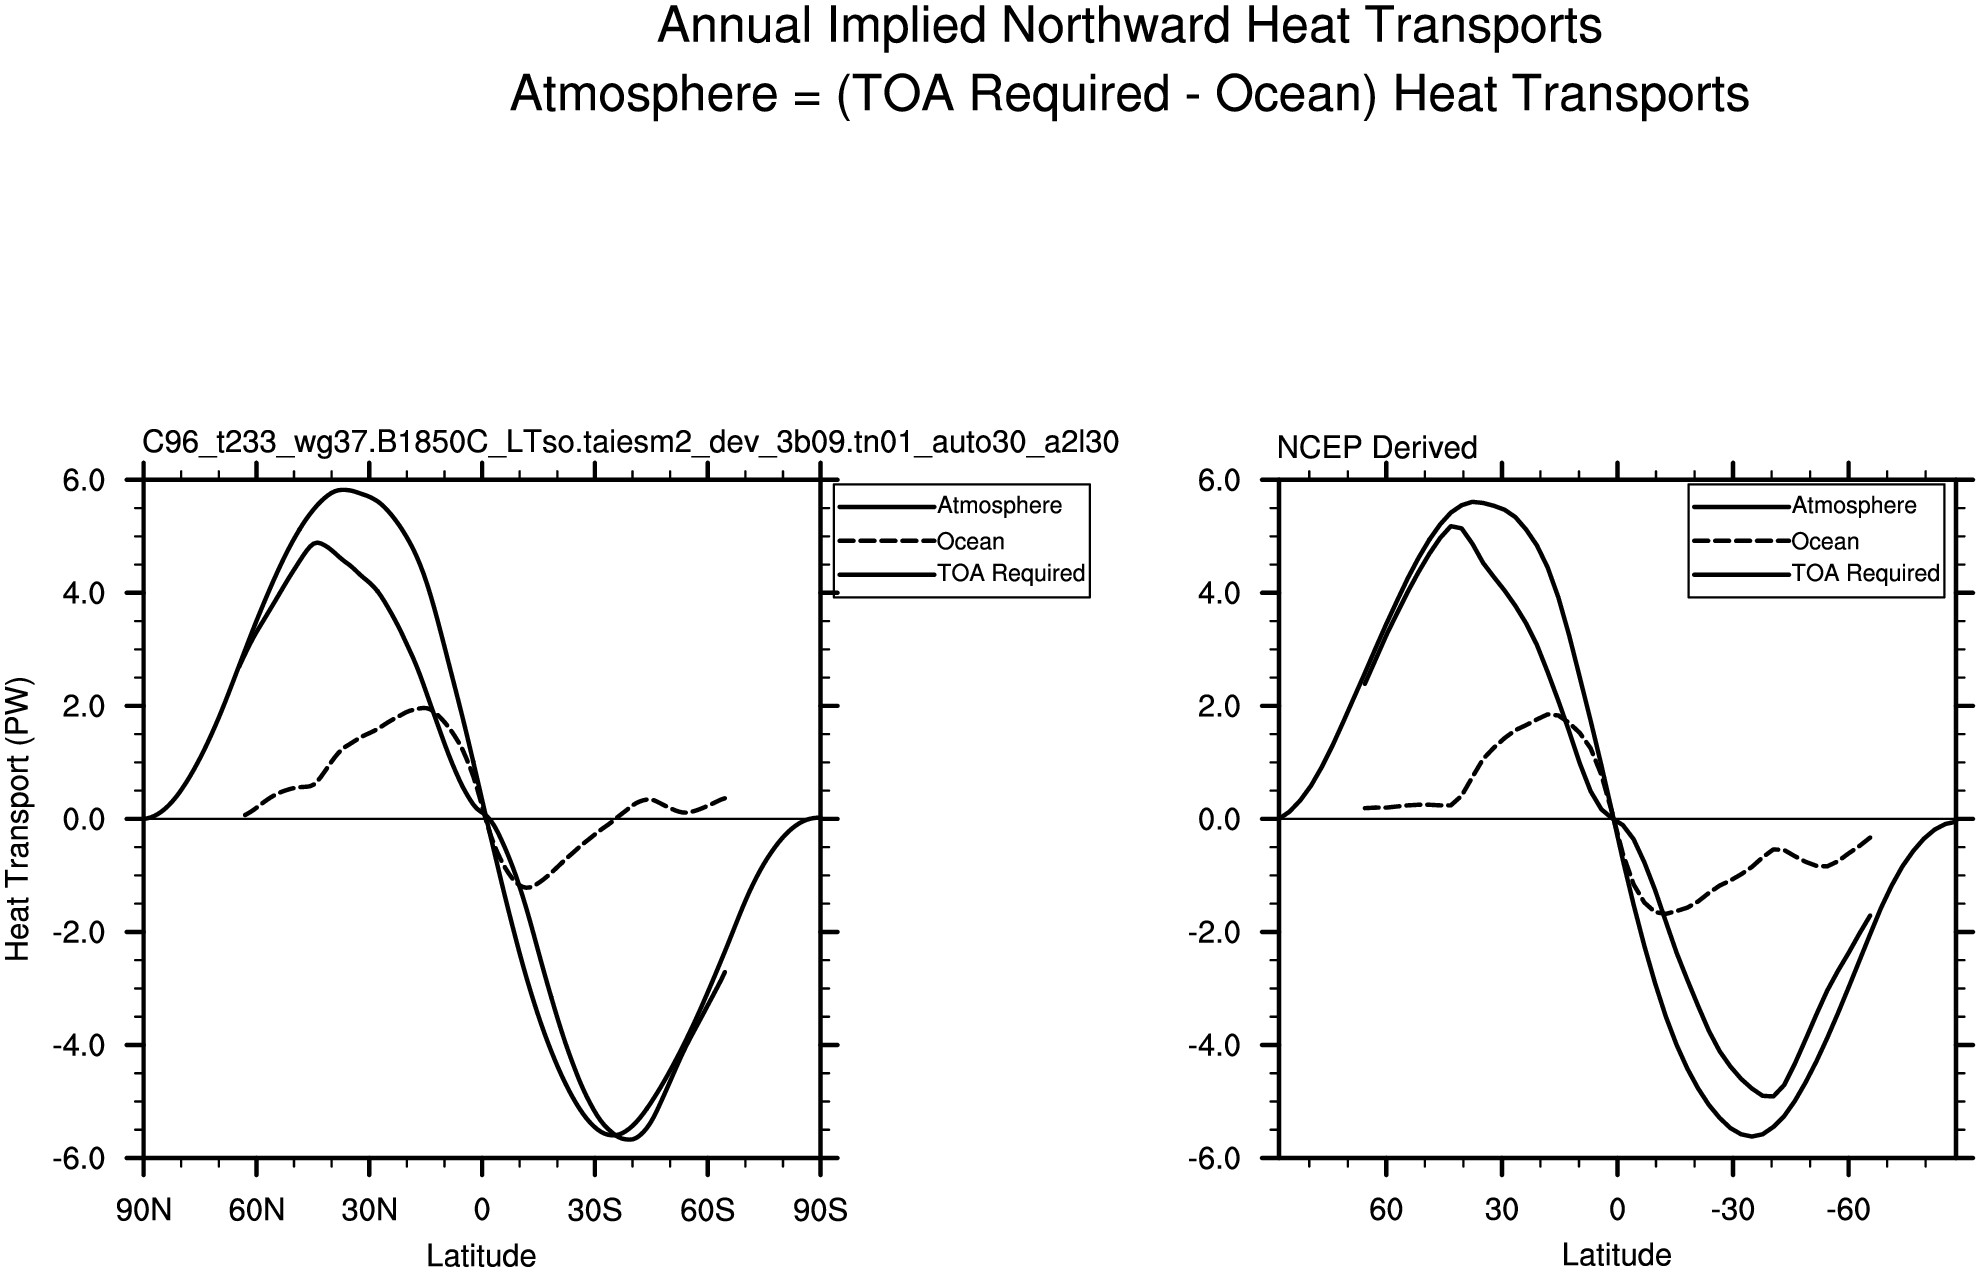 Annual Implied Northward Heat Transports
Atmosphere = (TOA Required - Ocean) Heat Transports
C96_t233_wg37.B1850C_LTso.taiesm2_dev_3b09.tn01_auto30_a2l30
6.0
4.0
2.0
0.0
-2.0
-4.0
-6.0
Heat Transport (PW)
90N 60N 30N 0 30S 60S 90S
Latitude
Atmosphere
Ocean
TOA Required
NCEP Derived
6.0
4.0
2.0
0.0
-2.0
-4.0
-6.0
60 30 0 -30 -60
Latitude
Atmosphere
Ocean
TOA Required